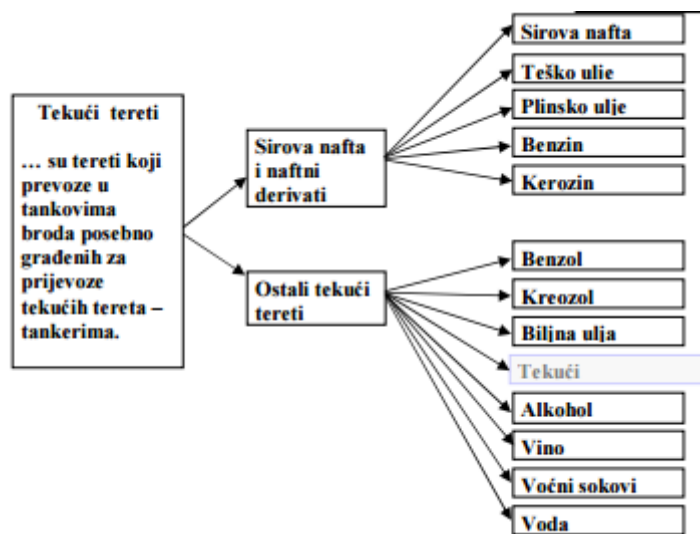 Tekući tereti
... su tereti koji
prevoze u
tankovima
broda posebno
građenih za
prijevoze
tekućih tereta –
tankerima.
Sirova nafta
i naftni
derivati
Sirova nafta
Teško ulie
Plinsko ulje
Benzin
Kerozin
Ostali tekući
tereti
Benzol
Kreozol
Biljna ulja
Tekući
Alkohol
Vino
Voćni sokovi
Voda